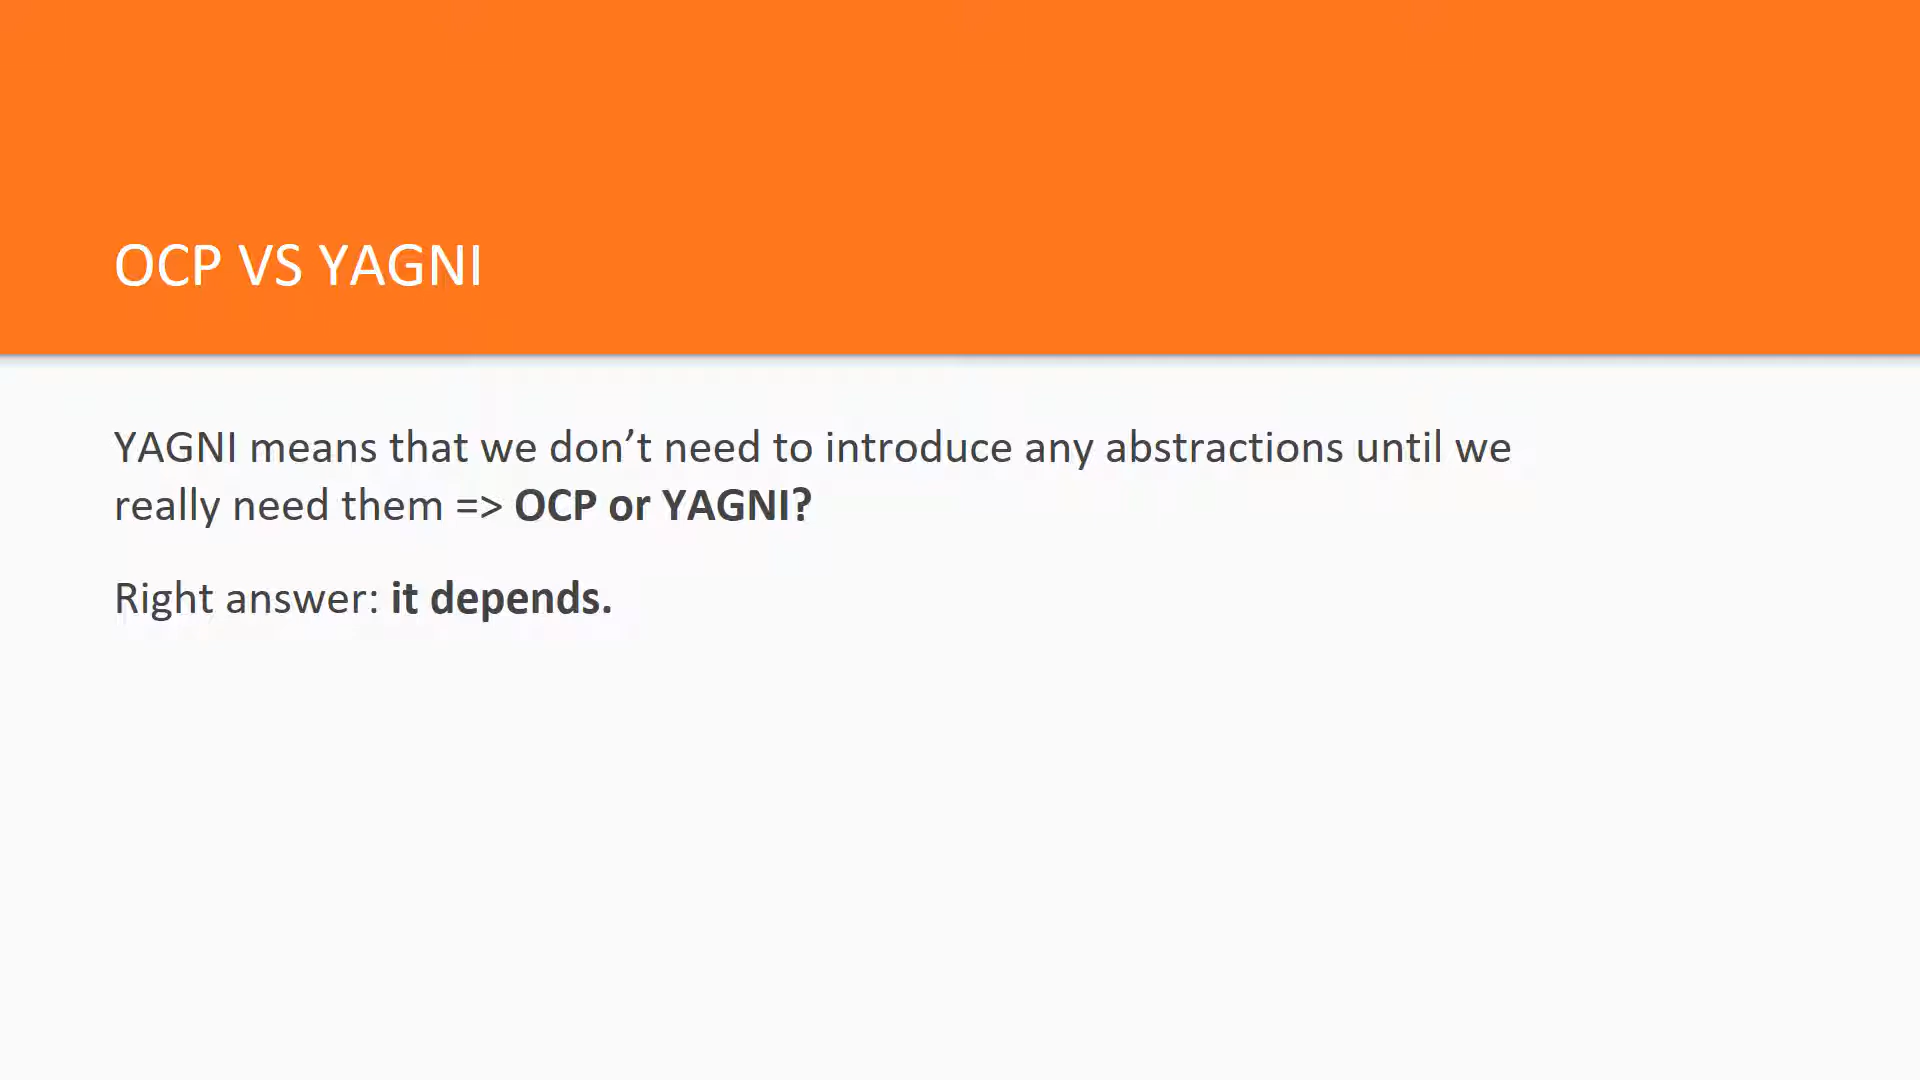 OCP VS YAGNI
YAGNI means that we don’t need to introduce any abstractions until we
really need them => OCP or YAGNI?
Right answer: it depends.